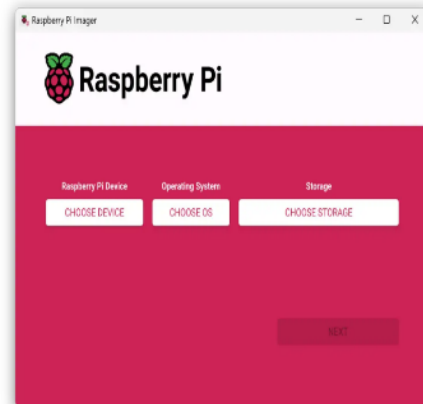 Raspberry Pi Imager
Raspberry Pi
Raspberry Pi Device Operating System Storage
CHOOSE DEVICE CHOOSE OS CHOOSE STORAGE
NEXT